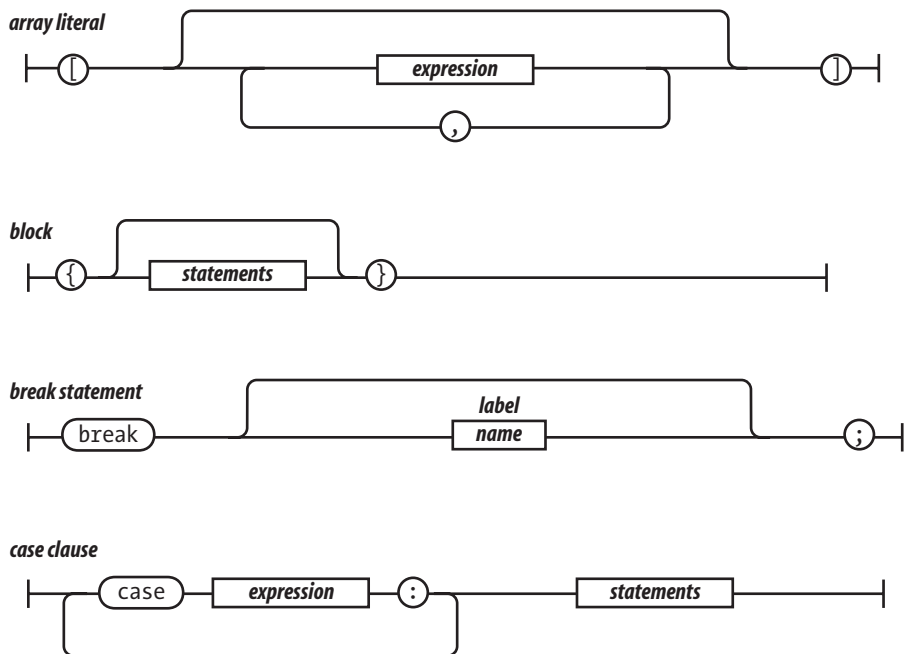 array literal
[ expression ]
,
block
{ statements }
break statement
label
break name ;
case clause
case expression : statements